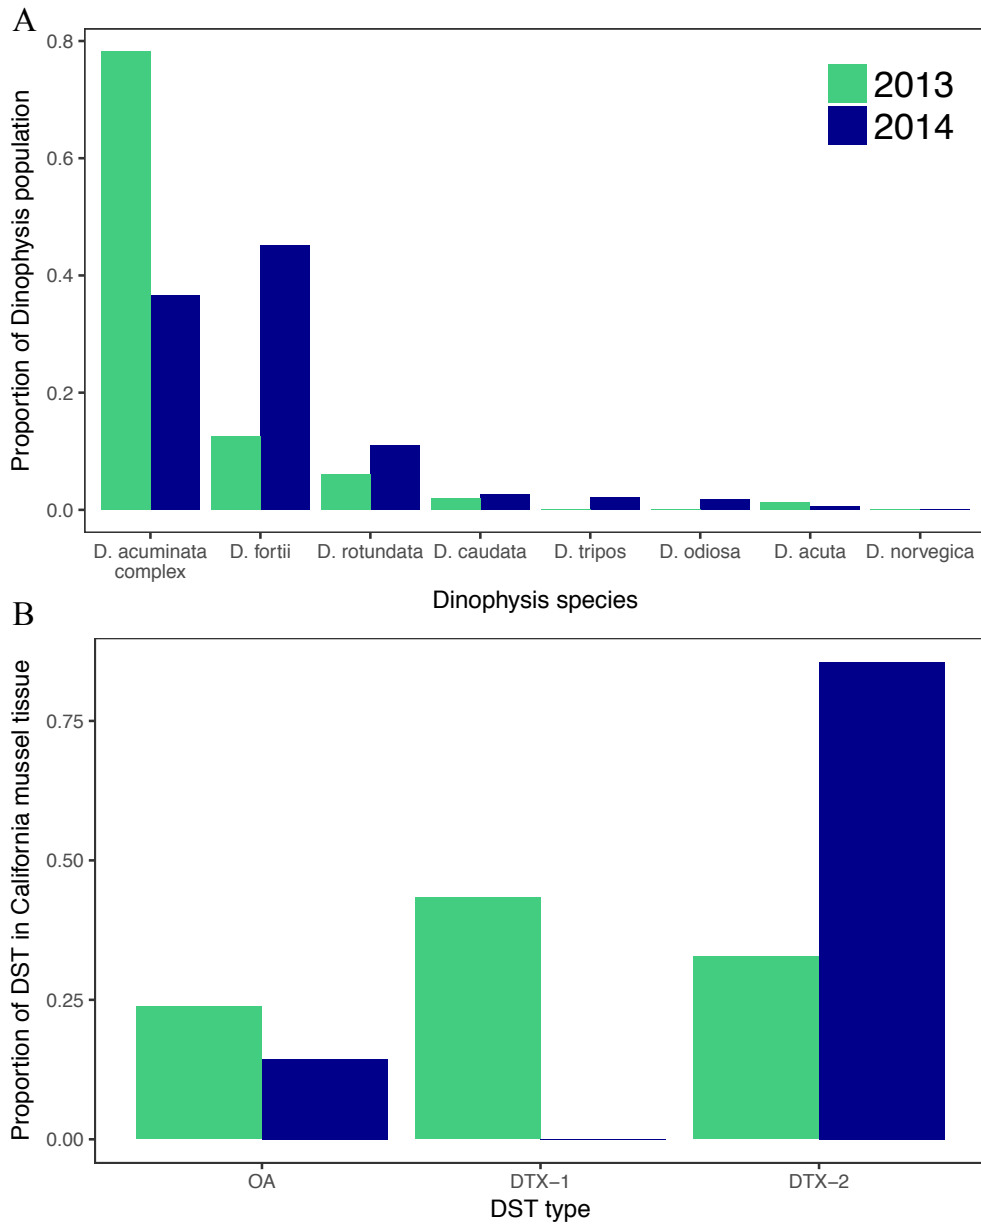 A
2013
2014
Proportion of Dinophysis population
0.8
0.6
0.4
0.2
0.0
D. acuminata complex
D. fortii
D. rotundata
D. caudata
D. tripos
D. odiosa
D. acuta
D. norvegica
Dinophysis species
B
Proportion of DST in California mussel tissue
0.75
0.50
0.25
0.00
OA
DTX−1
DTX−2
DST type